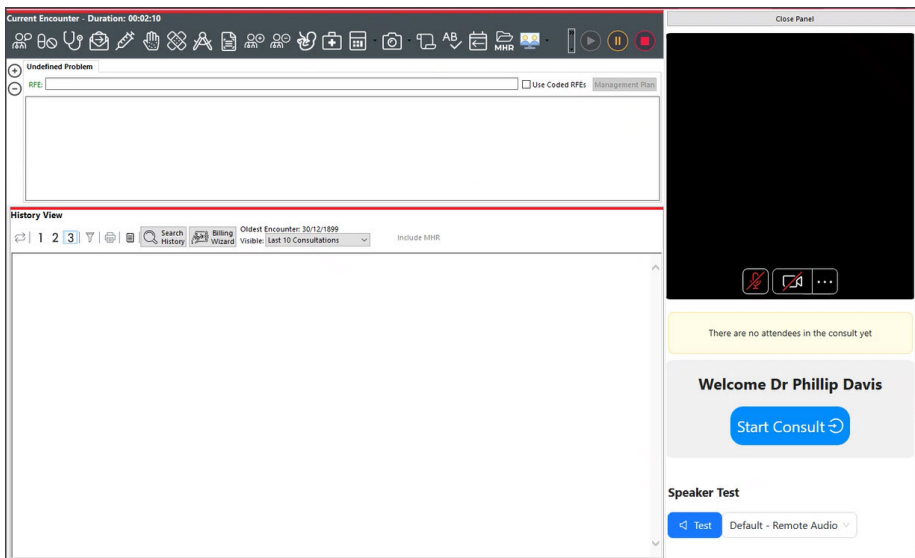 Current Encounter - Duration: 00:02:10
Close Panel
AB
MHR
Undefined Problem
RFE:
Use Coded RFEs
Management Plan
History View
1 2 3
Search History
Billing Wizard
Oldest Encounter: 30/12/1899
Visible: Last 10 Consultations
Include MHR
There are no attendees in the consult yet
Welcome Dr Phillip Davis
Start Consult
Speaker Test
Test
Default - Remote Audio